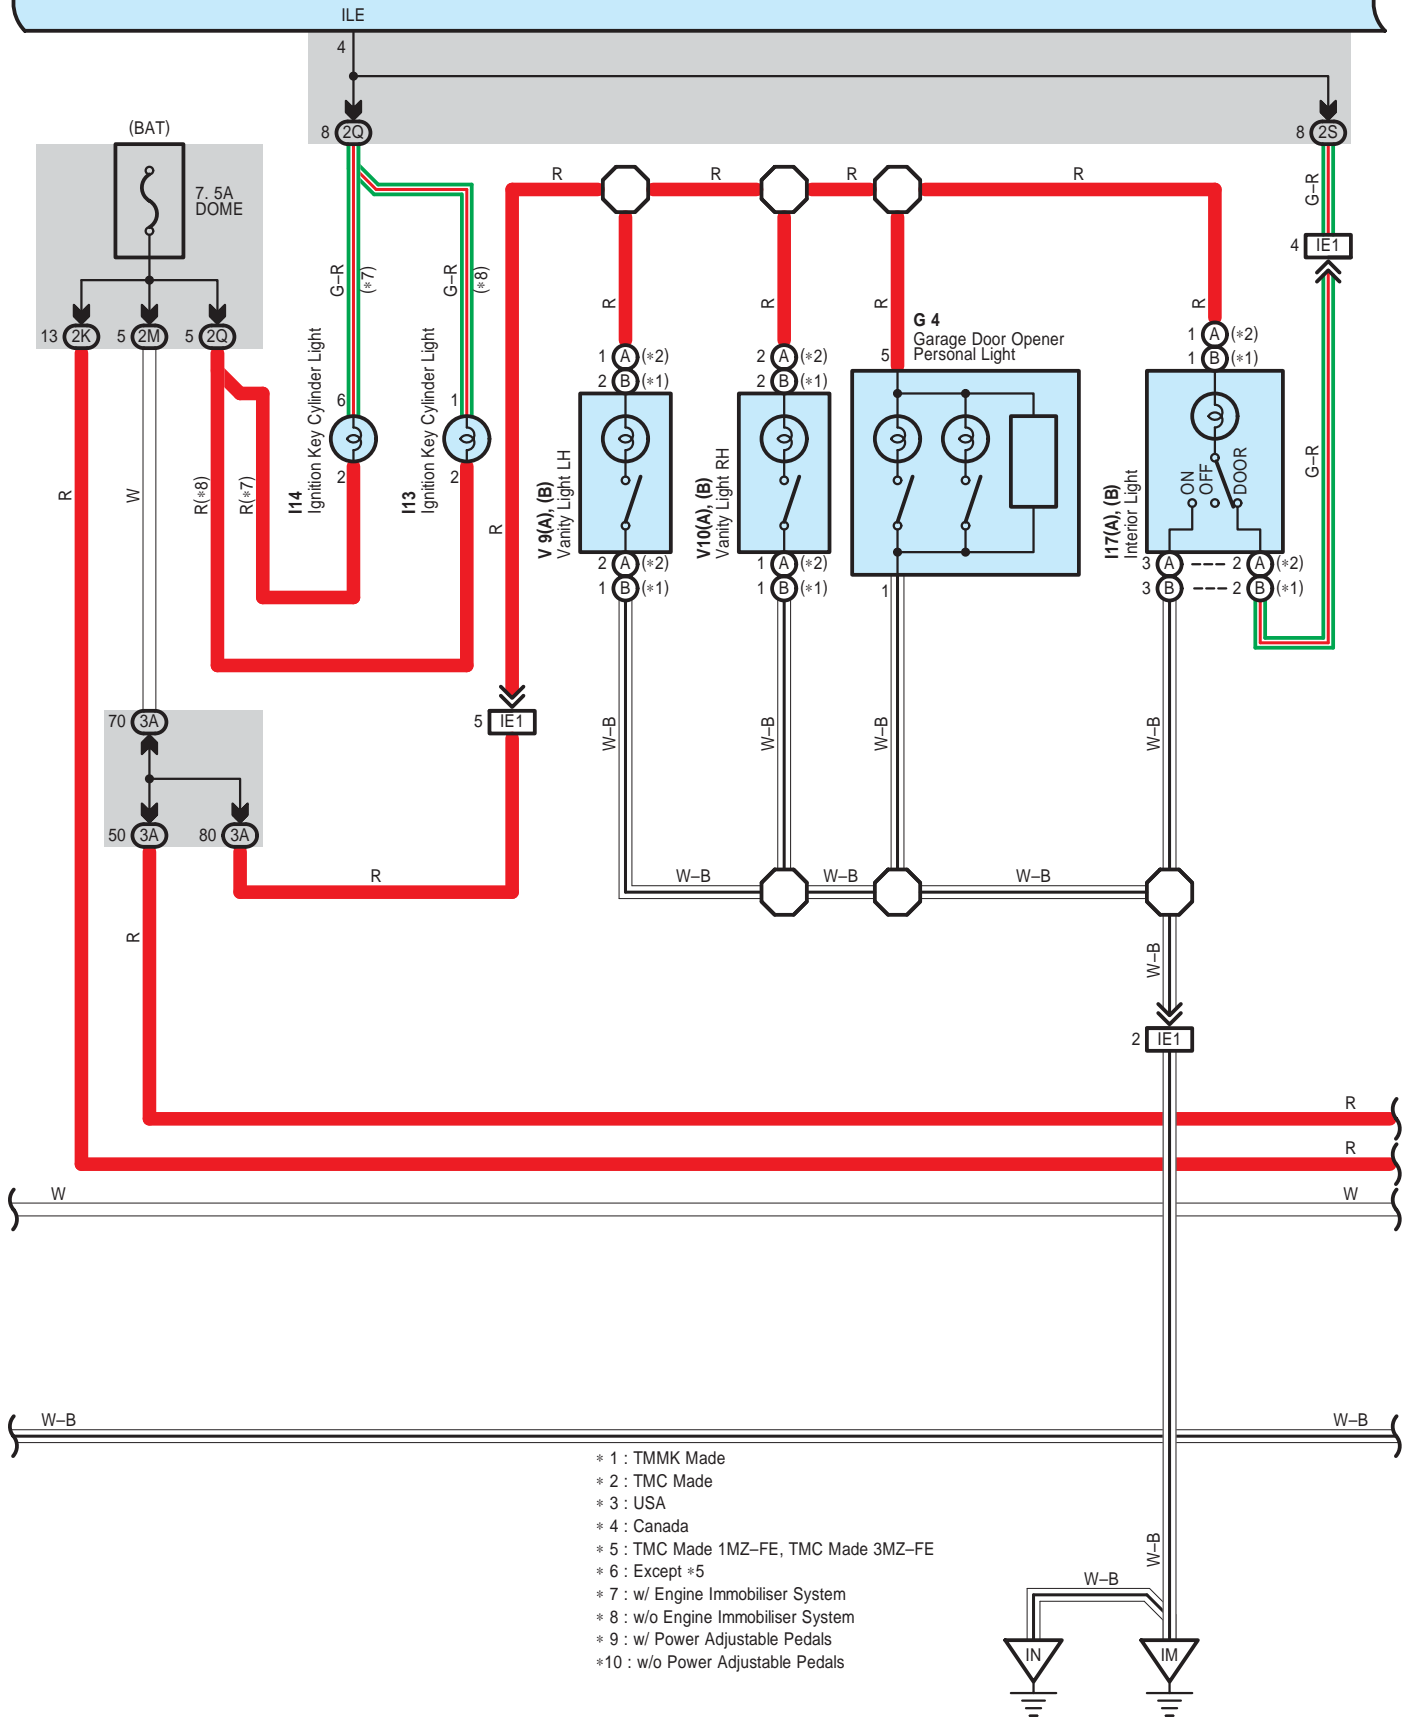 ILE
4
8 2Q
8 2S
(BAT)
7. 5A
DOME
13 2K
5 2M
5 2Q
R
W
R(*8)
R(*7)
G–R
(*7)
G–R
(*8)
6
2
I14
Ignition Key Cylinder Light
1
2
I13
Ignition Key Cylinder Light
R
R
R
R
R
R
R
R
R
G–R
4 IE1
G–R
1 A (*2)
2 B (*1)
V 9(A), (B)
Vanity Light LH
2 A (*2)
1 B (*1)
2 A (*2)
2 B (*1)
V10(A), (B)
Vanity Light RH
1 A (*2)
1 B (*1)
G 4
Garage Door Opener
Personal Light
5
1
1 A (*2)
1 B (*1)
ON
OFF
DOOR
I17(A), (B)
Interior Light
3 A 2 A (*2)
3 B 2 B (*1)
70 3A
50 3A
80 3A
5 IE1
R
R
W–B
W–B
W–B
W–B
W–B
W–B
W–B
W–B
2 IE1
R
R
W
W
W–B
W–B
* 1 : TMMK Made
* 2 : TMC Made
* 3 : USA
* 4 : Canada
* 5 : TMC Made 1MZ–FE, TMC Made 3MZ–FE
* 6 : Except *5
* 7 : w/ Engine Immobiliser System
* 8 : w/o Engine Immobiliser System
* 9 : w/ Power Adjustable Pedals
*10 : w/o Power Adjustable Pedals
W–B
W–B
IN
IM